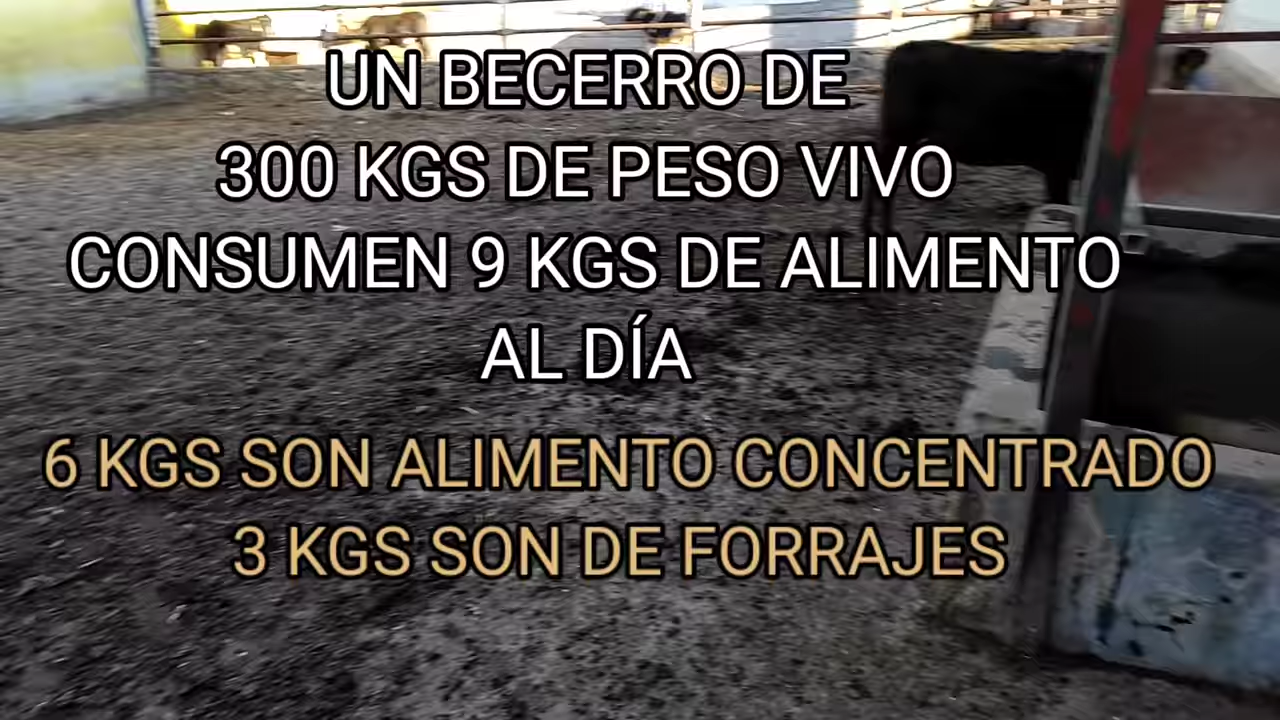 UN BECERRO DE
300 KGS DE PESO VIVO
CONSUMEN 9 KGS DE ALIMENTO
AL DÍA
6 KGS SON ALIMENTO CONCENTRADO
3 KGS SON DE FORRAJES